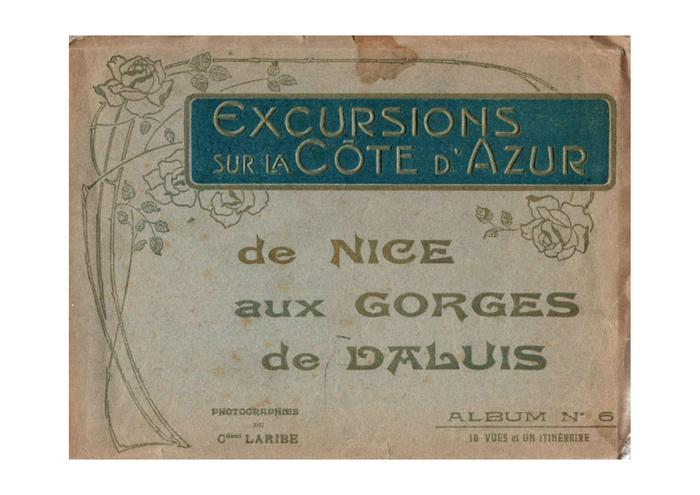 EXCURSIONS
SUR LA CÔTE D'AZUR
de NICE
aux GORGES
de DALUIS
PHOTOGRAPHIES
DU
Cdant LARIBE
ALBUM N° 6
18 VUES et UN ITINÉRAIRE